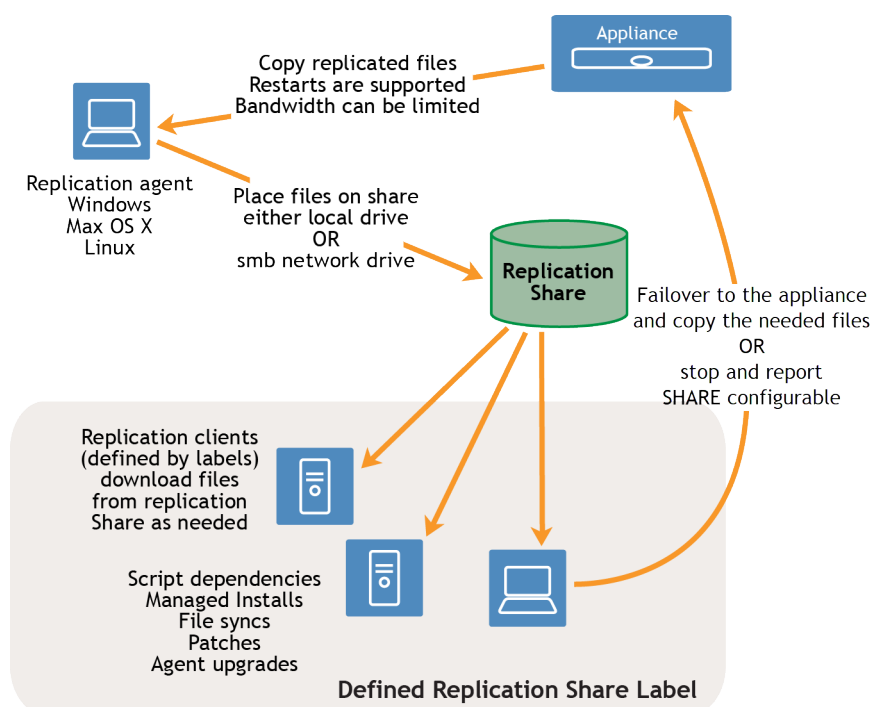 Appliance
Copy replicated files
Restarts are supported
Bandwidth can be limited
Replication agent
Windows
Max OS X
Linux
Place files on share
either local drive
OR
smb network drive
Replication
Share
Failover to the appliance
and copy the needed files
OR
stop and report
SHARE configurable
Replication clients
(defined by labels)
download files
from replication
Share as needed
Script dependencies
Managed Installs
File syncs
Patches
Agent upgrades
Defined Replication Share Label